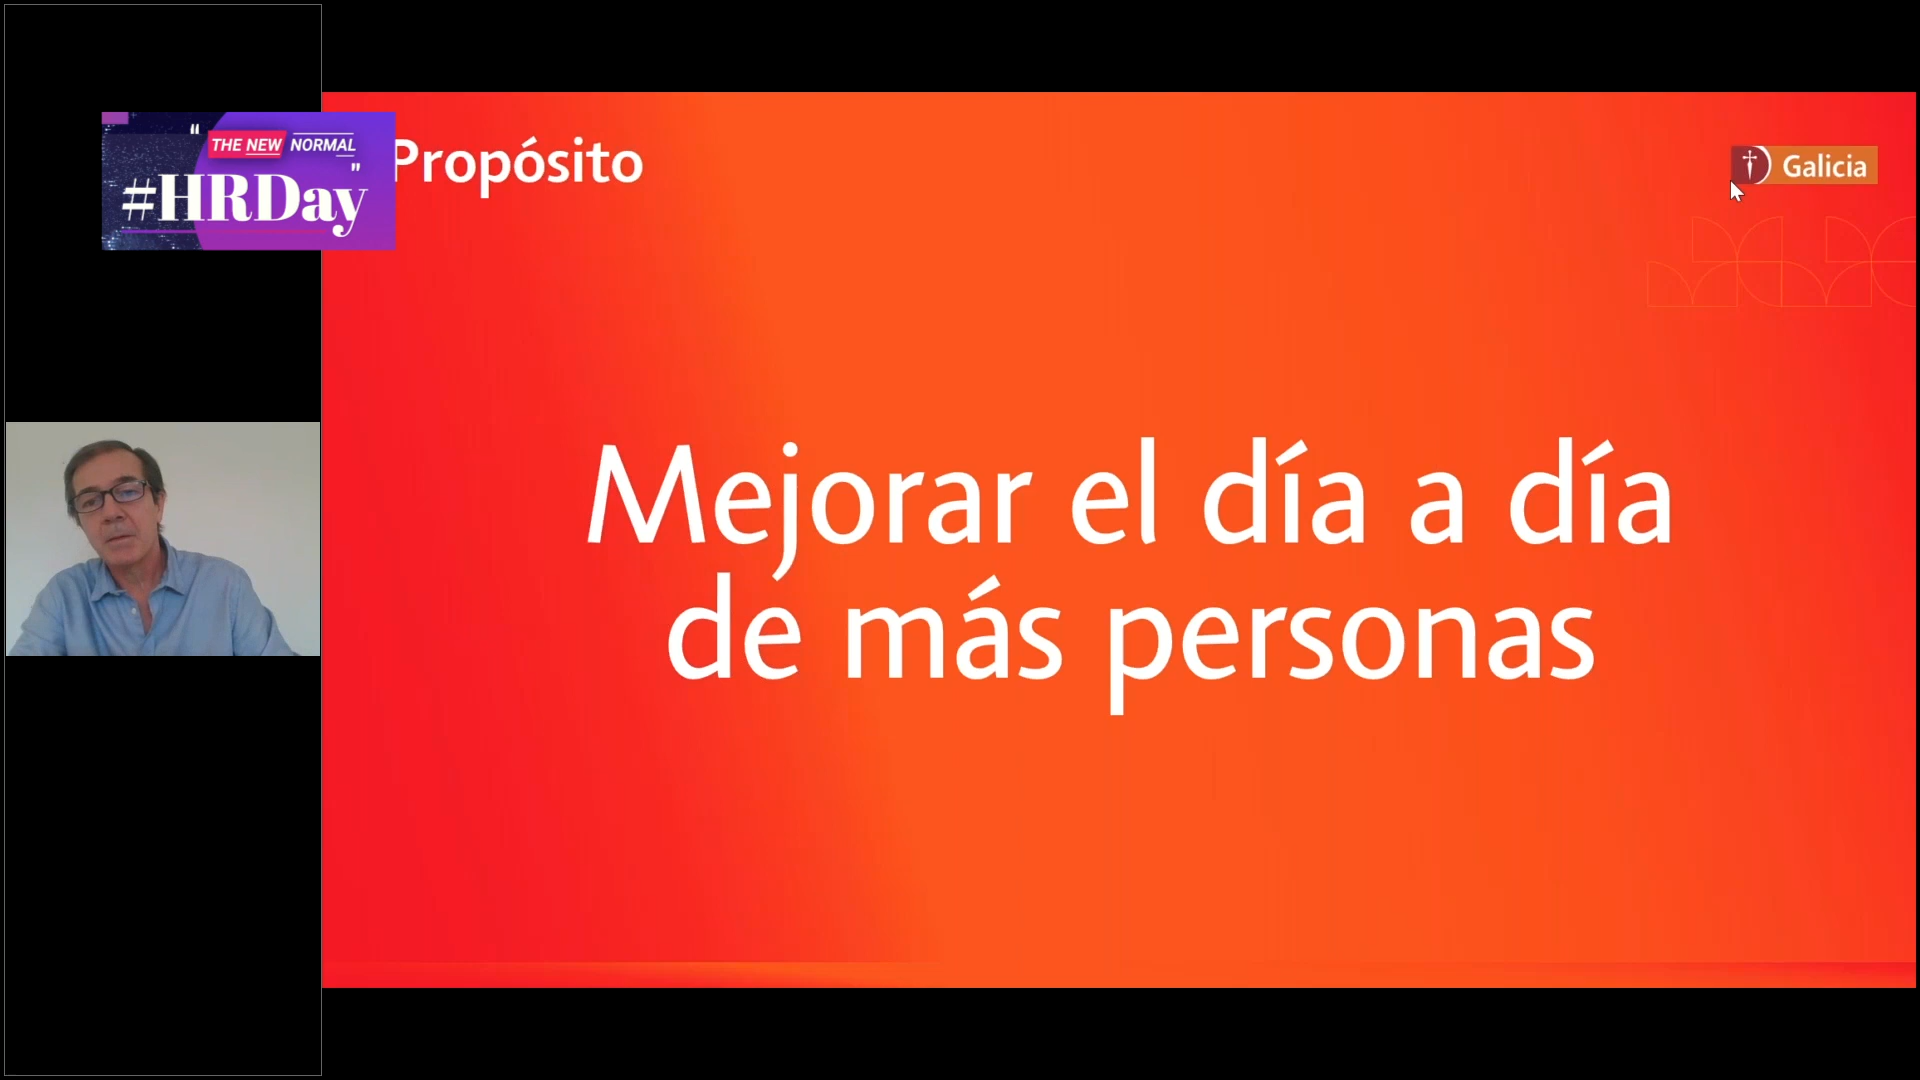 "THE NEW NORMAL"
#HRDay
Propósito
Galicia
Mejorar el día a día
de más personas